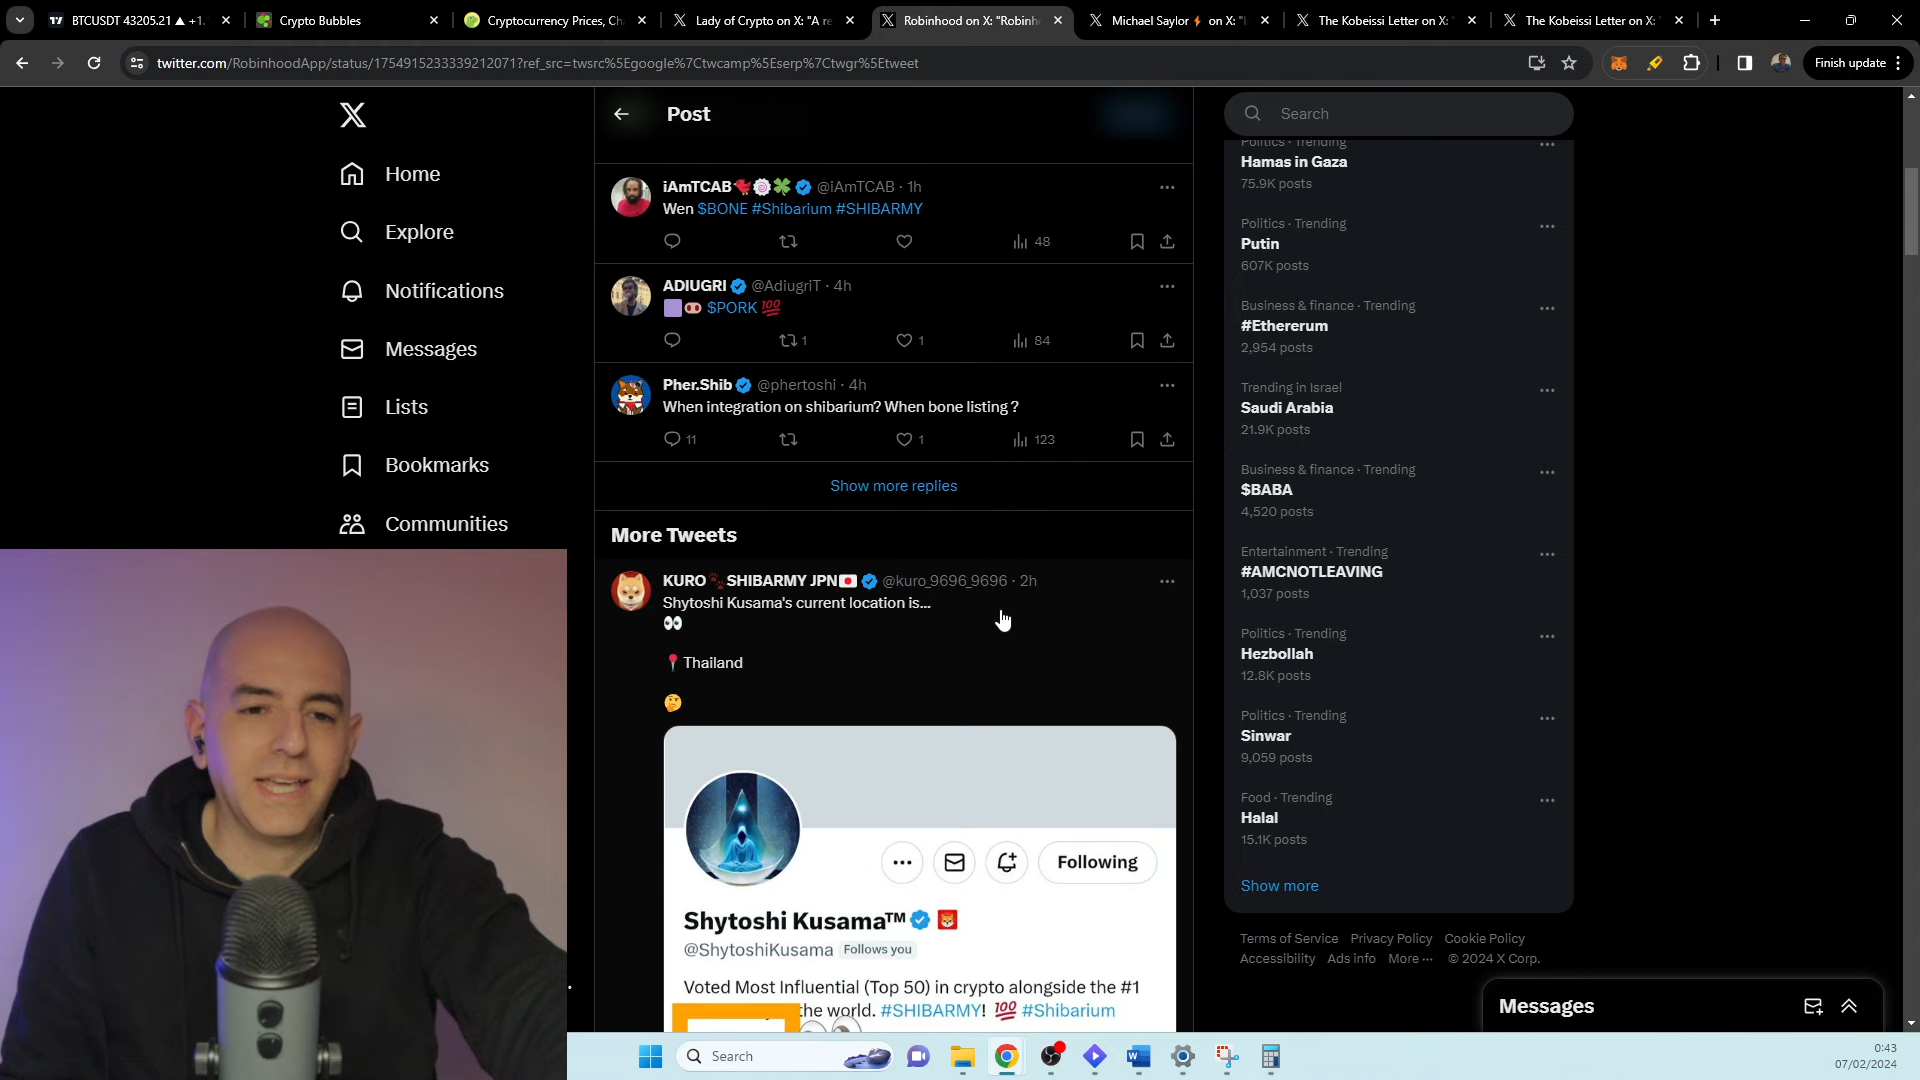 BTCUSDT 43205.21 ▲ +1.
Crypto Bubbles
Cryptocurrency Prices, Ch
Lady of Crypto on X: "A re
Robinhood on X: "Robinh
Michael Saylor⚡ on X: "I
The Kobeissi Letter on X:
The Kobeissi Letter on X:
twitter.com/RobinhoodApp/status/1754915233339212071?ref_src=twsrc%5Egoogle%7Ctwcamp%5Eserp%7Ctwgr%5Etweet
Finish update
Home
Explore
Notifications
Messages
Lists
Bookmarks
Communities
Post
iAmTCAB @iAmTCAB · 1h
Wen $BONE #Shibarium #SHIBARMY
48
ADIUGRI @AdiugriT · 4h
$PORK 💯
1 1 84
Pher.Shib @phertoshi · 4h
When integration on shibarium? When bone listing ?
11 1 123
Show more replies
More Tweets
KURO🐾SHIBARMY JPN🇯🇵 @kuro_9696_9696 · 2h
Shytoshi Kusama's current location is...
👀
📍Thailand
🤔
Following
Shytoshi Kusama™
@ShytoshiKusama Follows you
Voted Most Influential (Top 50) in crypto alongside the #1
the world. #SHIBARMY! 💯 #Shibarium
Search
Politics · Trending
Hamas in Gaza
75.9K posts
Politics · Trending
Putin
607K posts
Business & finance · Trending
#Ethererum
2,954 posts
Trending in Israel
Saudi Arabia
21.9K posts
Business & finance · Trending
$BABA
4,520 posts
Entertainment · Trending
#AMCNOTLEAVING
1,037 posts
Politics · Trending
Hezbollah
12.8K posts
Politics · Trending
Sinwar
9,059 posts
Food · Trending
Halal
15.1K posts
Show more
Terms of Service Privacy Policy Cookie Policy
Accessibility Ads info More ··· © 2024 X Corp.
Messages
Search
0:43
07/02/2024